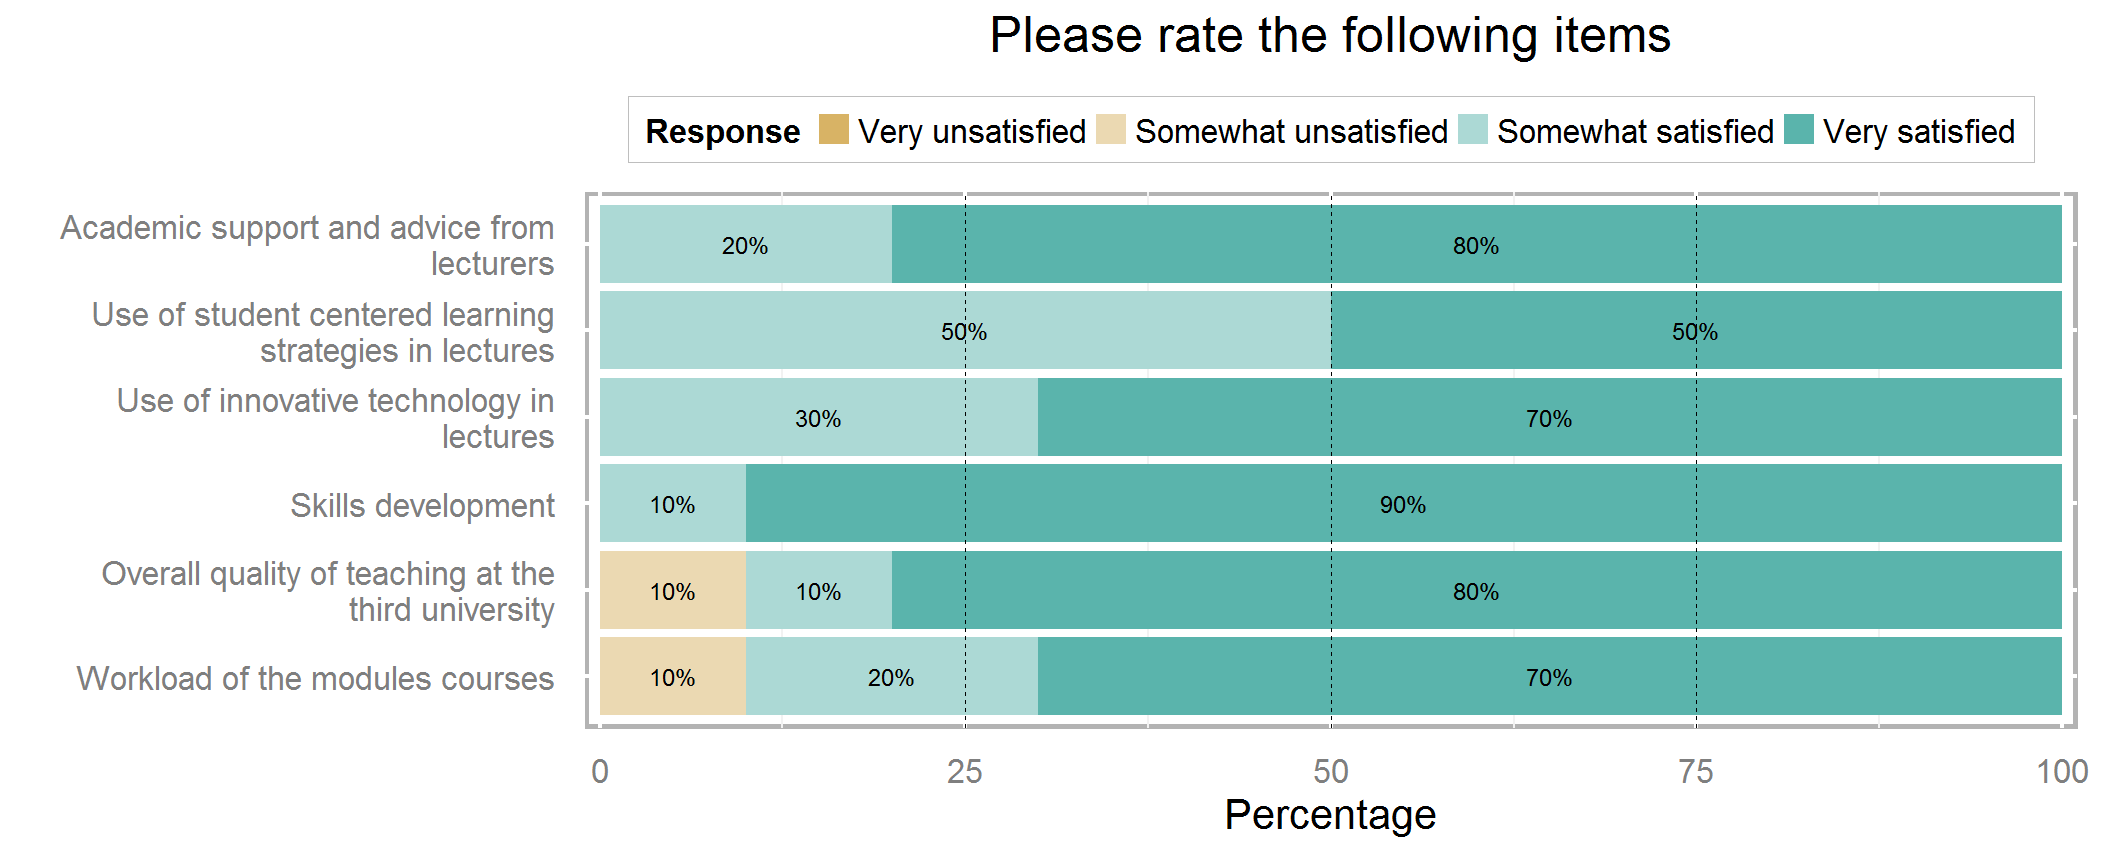 Please rate the following items
Response Very unsatisfied Somewhat unsatisfied Somewhat satisfied Very satisfied
Academic support and advice from
lecturers
20% 80%
Use of student centered learning
strategies in lectures
50% 50%
Use of innovative technology in
lectures
30% 70%
Skills development
10% 90%
Overall quality of teaching at the
third university
10% 10% 80%
Workload of the modules courses
10% 20% 70%
0 25 50 75 100
Percentage